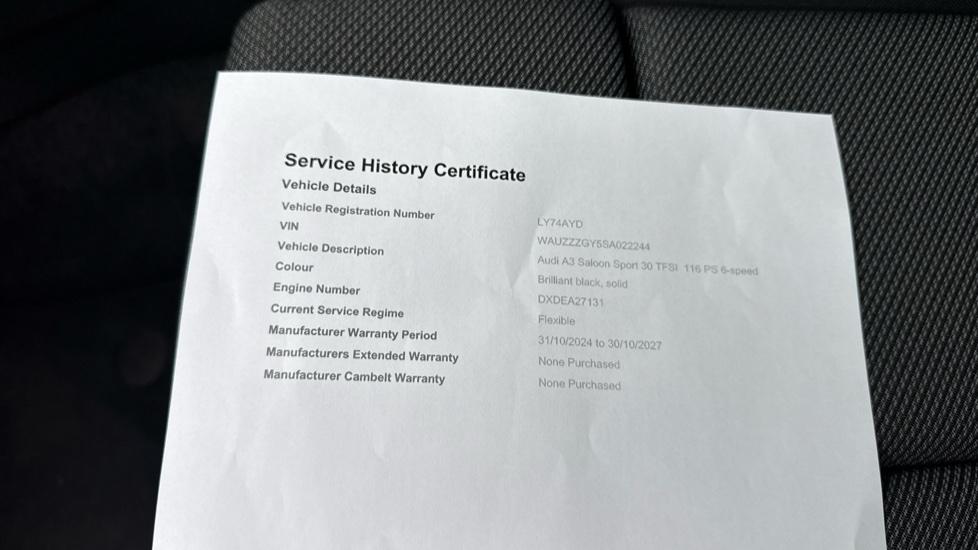 Service History Certificate
Vehicle Details
Vehicle Registration Number LY74AYD
VIN WAUZZZGY5SA022244
Vehicle Description Audi A3 Saloon Sport 30 TFSI 116 PS 6-speed
Colour Brilliant black, solid
Engine Number DXDEA27131
Current Service Regime Flexible
Manufacturer Warranty Period 31/10/2024 to 30/10/2027
Manufacturers Extended Warranty None Purchased
Manufacturer Cambelt Warranty None Purchased